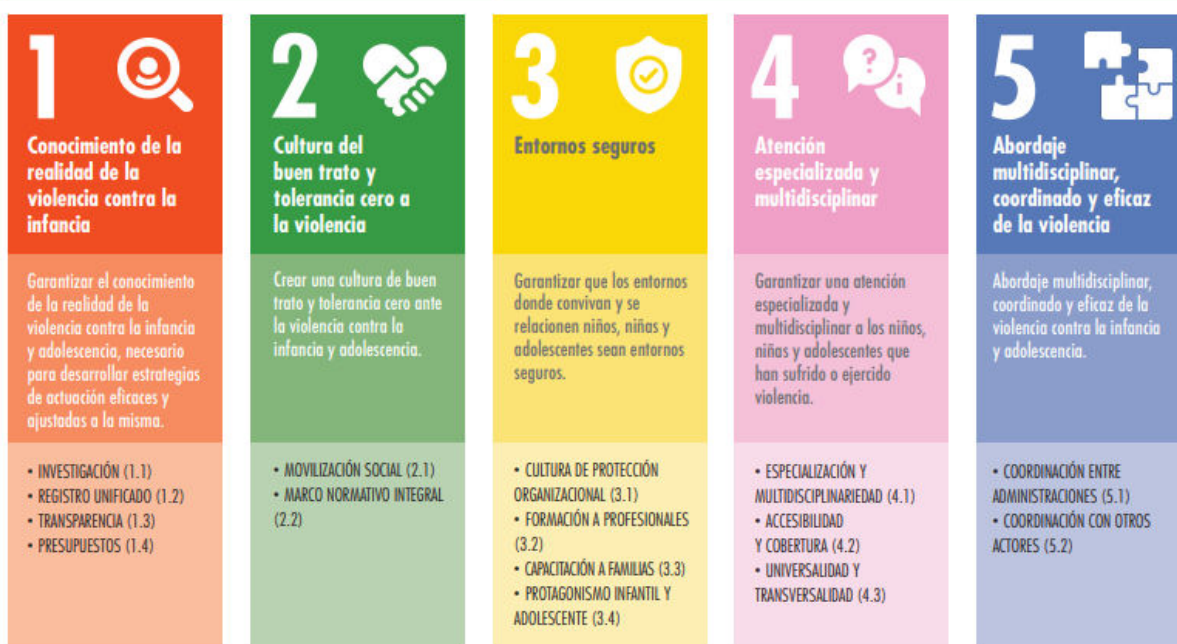 1
Conocimiento de la
realidad de la
violencia contra la
infancia
Garantizar el conocimiento
de la realidad de la
violencia contra la infancia
y adolescencia, necesario
para desarrollar estrategias
de actuación eficaces y
ajustadas a la misma.
• INVESTIGACIÓN (1.1)
• REGISTRO UNIFICADO (1.2)
• TRANSPARENCIA (1.3)
• PRESUPUESTOS (1.4)
2
Cultura del
buen trato y
tolerancia cero a
la violencia
Crear una cultura de buen
trato y tolerancia cero ante
la violencia contra la
infancia y adolescencia.
• MOVILIZACIÓN SOCIAL (2.1)
• MARCO NORMATIVO INTEGRAL
(2.2)
3
Entornos seguros
Garantizar que los entornos
donde convivan y se
relacionen niños, niñas y
adolescentes sean entornos
seguros.
• CULTURA DE PROTECCIÓN
ORGANIZACIONAL (3.1)
• FORMACIÓN A PROFESIONALES
(3.2)
• CAPACITACIÓN A FAMILIAS (3.3)
• PROTAGONISMO INFANTIL Y
ADOLESCENTE (3.4)
4
?
i
Atención
especializada y
multidisciplinar
Garantizar una atención
especializada y
multidisciplinar a los niños,
niñas y adolescentes que
han sufrido o ejercido
violencia.
• ESPECIALIZACIÓN Y
MULTIDISCIPLINARIEDAD (4.1)
• ACCESIBILIDAD
Y COBERTURA (4.2)
• UNIVERSALIDAD Y
TRANSVERSALIDAD (4.3)
5
Abordaje
multidisciplinar,
coordinado y eficaz
de la violencia
Abordaje multidisciplinar,
coordinado y eficaz de la
violencia contra la infancia
y adolescencia.
• COORDINACIÓN ENTRE
ADMINISTRACIONES (5.1)
• COORDINACIÓN CON OTROS
ACTORES (5.2)